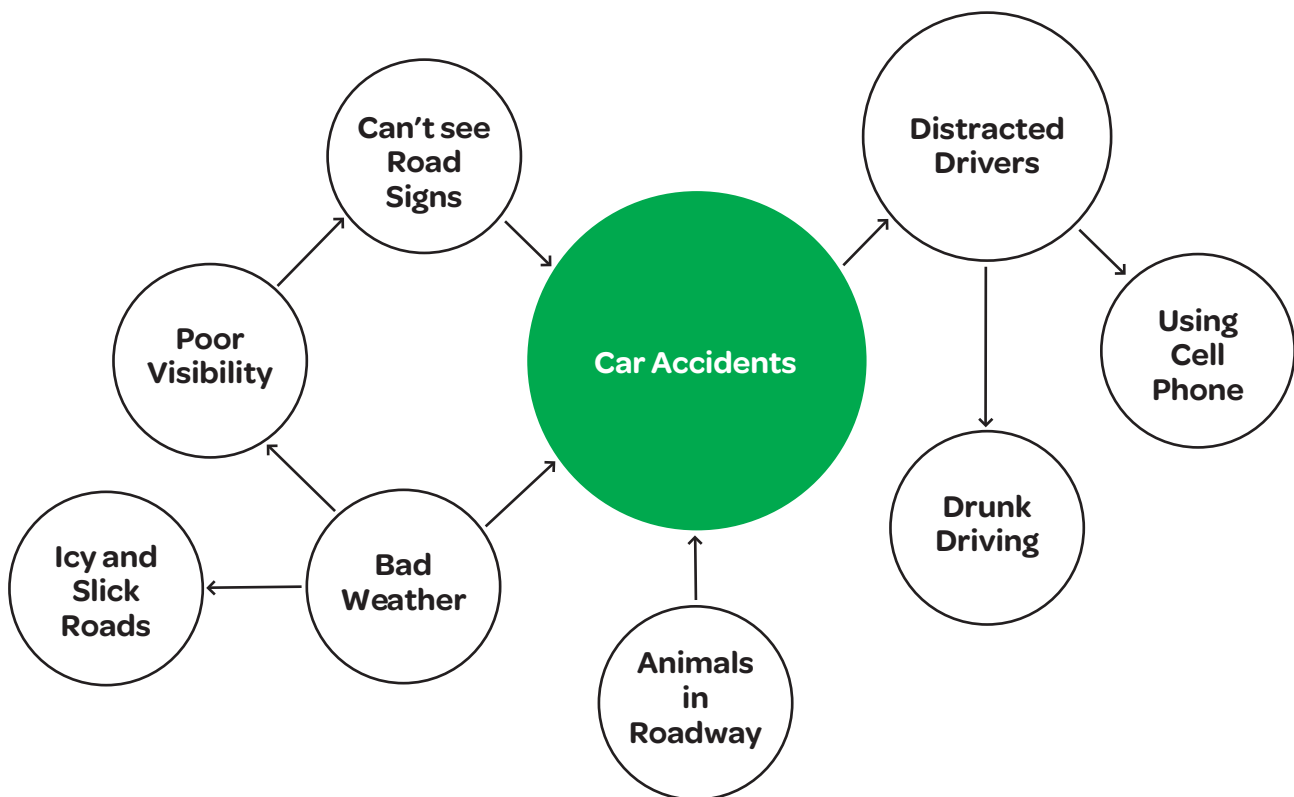 Can't see
Road
Signs
Distracted
Drivers
Poor
Visibility
Car Accidents
Using
Cell
Phone
Icy and
Slick
Roads
Bad
Weather
Drunk
Driving
Animals
in
Roadway